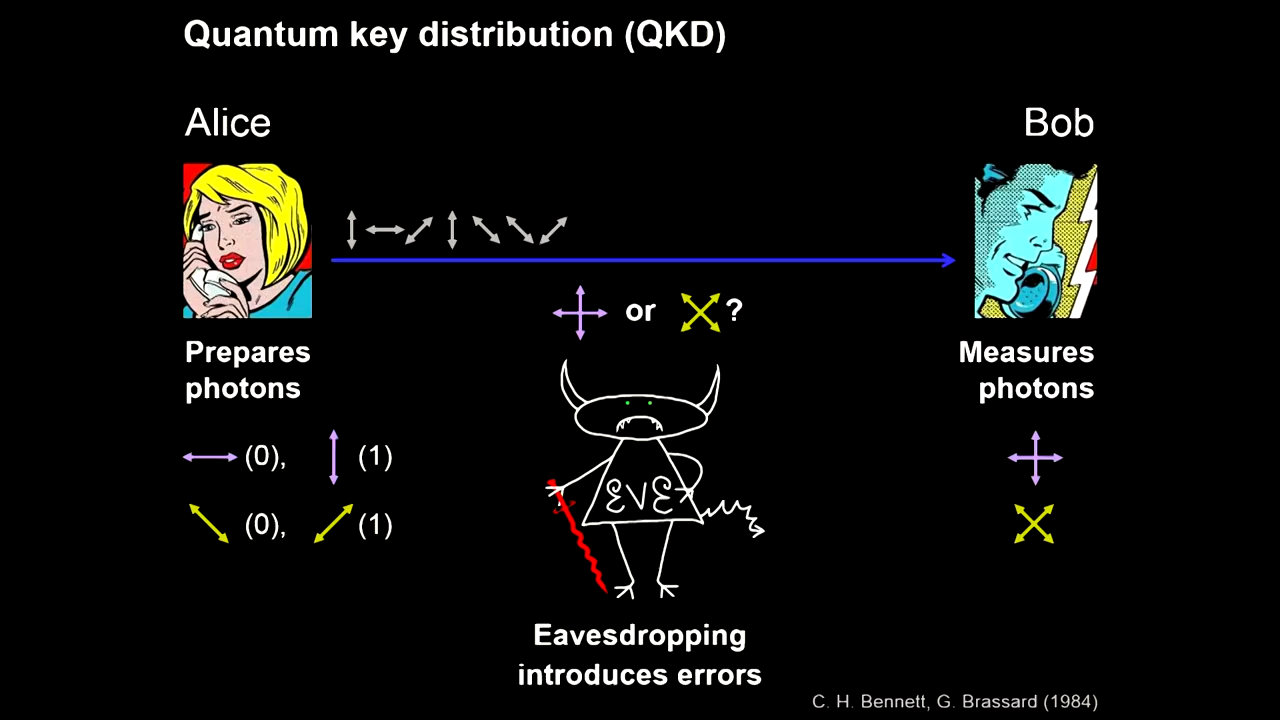 Quantum key distribution (QKD)
Alice
Bob
or
?
Prepares
photons
Measures
photons
(0), (1)
(0), (1)
EVE
Eavesdropping
introduces errors
C. H. Bennett, G. Brassard (1984)